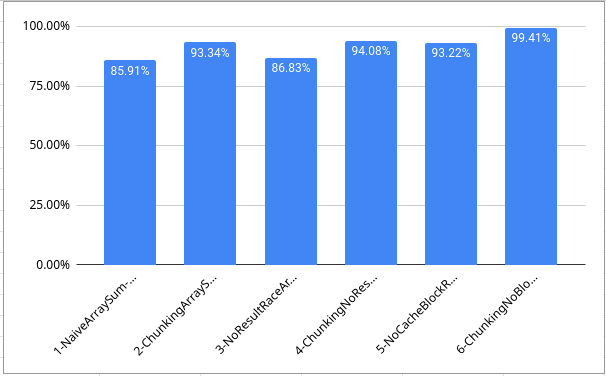 100.00%
75.00%
50.00%
25.00%
0.00%
85.91%
93.34%
86.83%
94.08%
93.22%
99.41%
1-NaiveArraySum-...
2-ChunkingArrayS...
3-NoResultRaceAr...
4-ChunkingNoRes...
5-NoCacheBlockR...
6-ChunkingNoBlo...